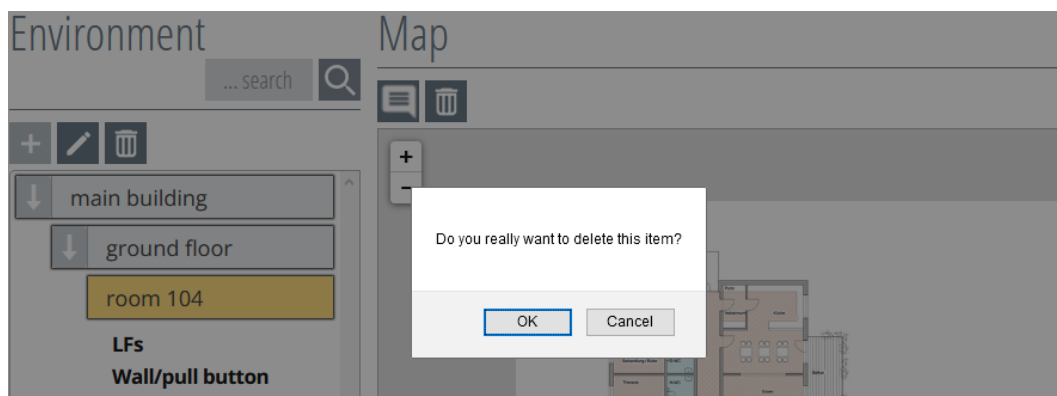 Environment
... search
main building
ground floor
room 104
LFs
Wall/pull button
Map
+
−
Do you really want to delete this item?
OK
Cancel